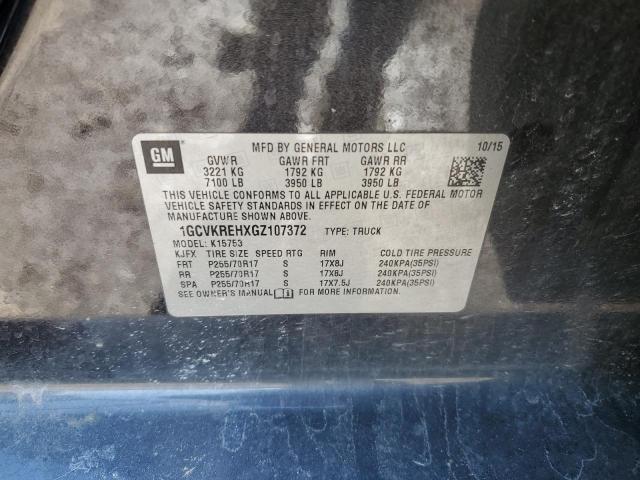 GM
MFD BY GENERAL MOTORS LLC 10/15
GVWR GAWR FRT GAWR RR
3221 KG 1792 KG 1792 KG
7100 LB 3950 LB 3950 LB
THIS VEHICLE CONFORMS TO ALL APPLICABLE U.S. FEDERAL MOTOR
VEHICLE SAFETY STANDARDS IN EFFECT ON THE DATE OF
MANUFACTURE SHOWN ABOVE.
1GCVKREHXGZ107372 TYPE: TRUCK
MODEL: K15753
KJFX TIRE SIZE SPEED RTG RIM COLD TIRE PRESSURE
FRT P255/70R17 S 17X8J 240KPA(35PSI)
RR P255/70R17 S 17X8J 240KPA(35PSI)
SPA P255/70R17 S 17X7.5J 240KPA(35PSI)
SEE OWNER'S MANUAL FOR MORE INFORMATION.